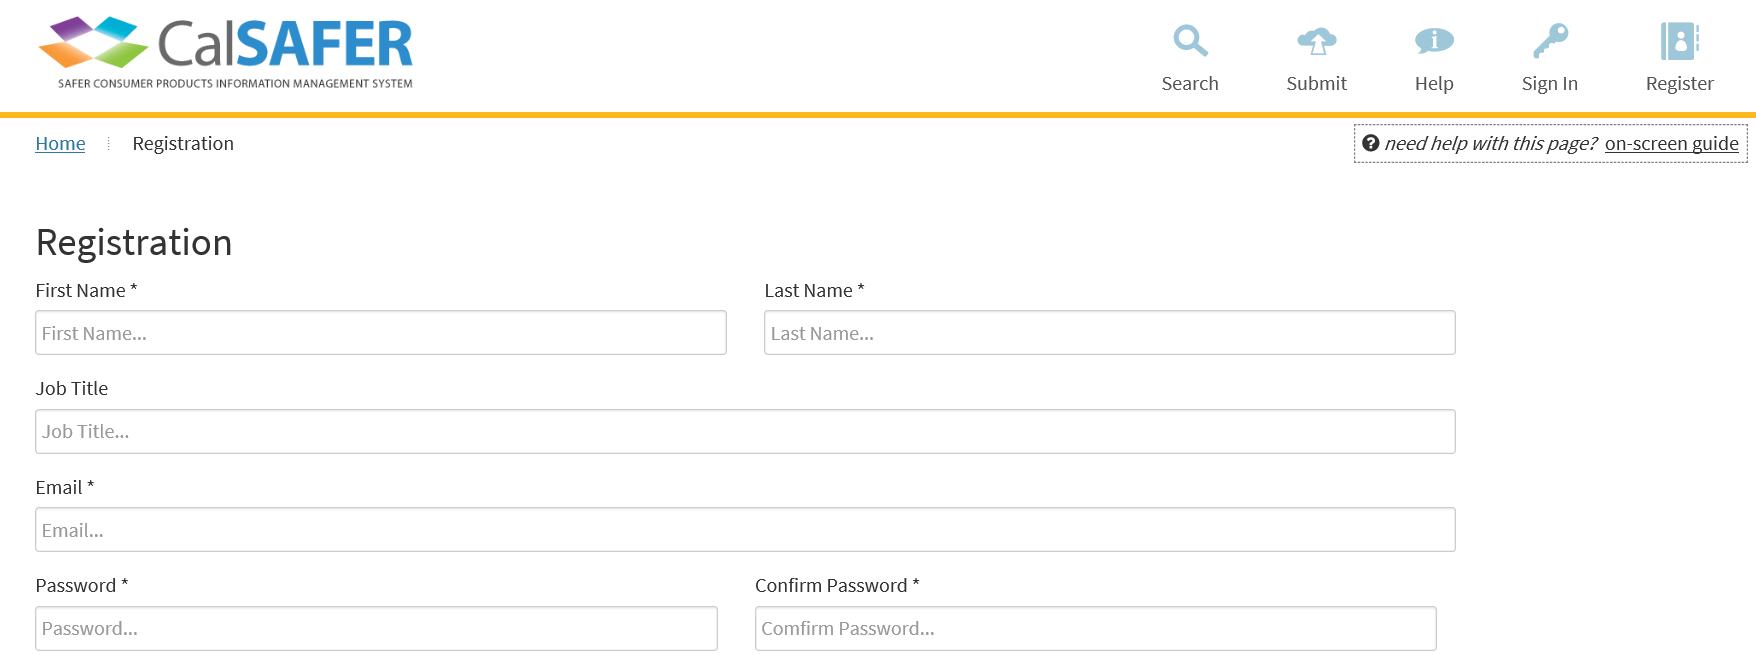 CalSAFER
SAFER CONSUMER PRODUCTS INFORMATION MANAGEMENT SYSTEM
Search
Submit
Help
Sign In
Register
Home
Registration
need help with this page? on-screen guide
Registration
First Name *
Last Name *
First Name...
Last Name...
Job Title
Job Title...
Email *
Email...
Password *
Confirm Password *
Password...
Comfirm Password...